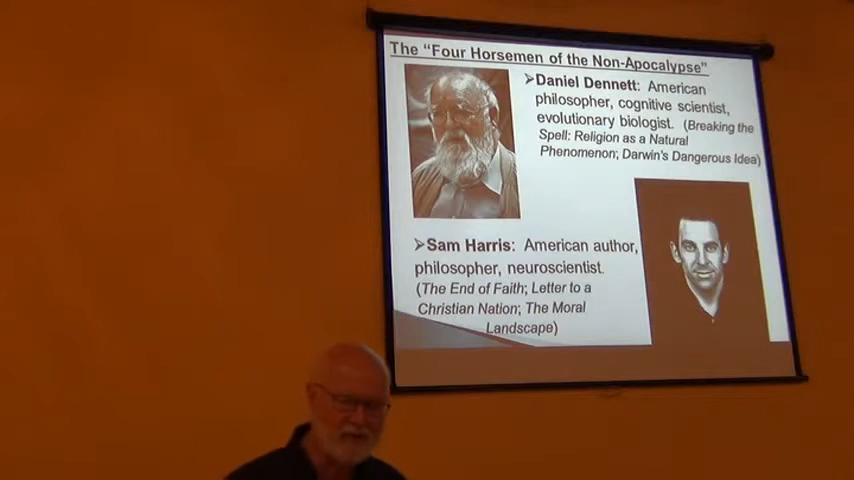 The "Four Horsemen of the Non-Apocalypse"
➢Daniel Dennett: American
philosopher, cognitive scientist,
evolutionary biologist. (Breaking the
Spell: Religion as a Natural
Phenomenon; Darwin's Dangerous Idea)
➢Sam Harris: American author,
philosopher, neuroscientist.
(The End of Faith; Letter to a
Christian Nation; The Moral
Landscape)